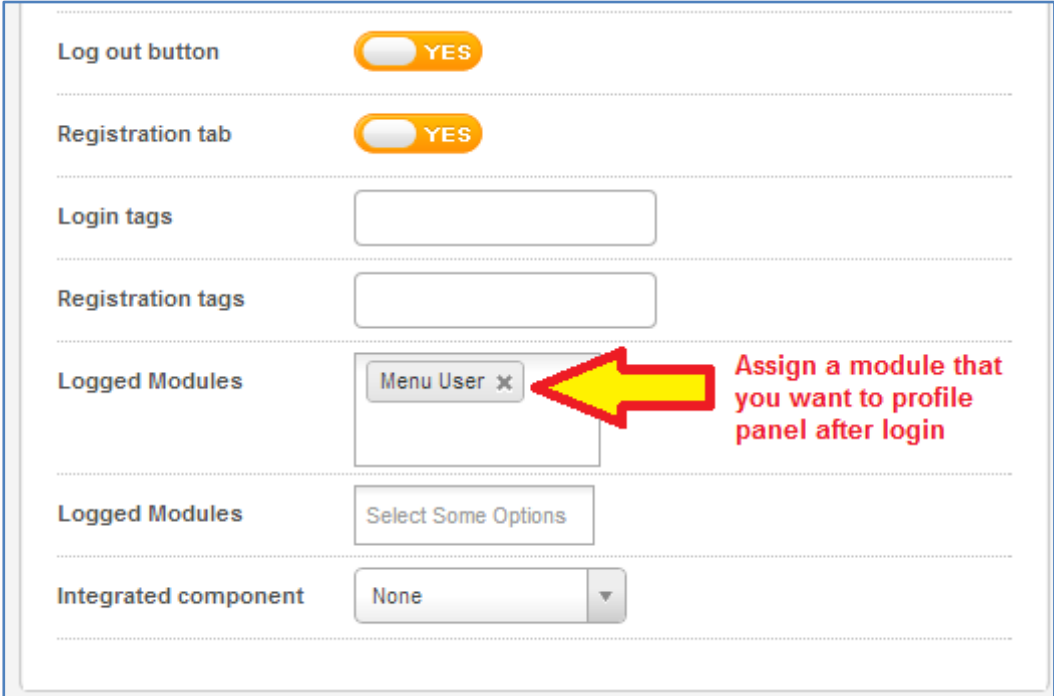 Log out button YES
Registration tab YES
Login tags
Registration tags
Logged Modules Menu User
Assign a module that
you want to profile
panel after login
Logged Modules Select Some Options
Integrated component None